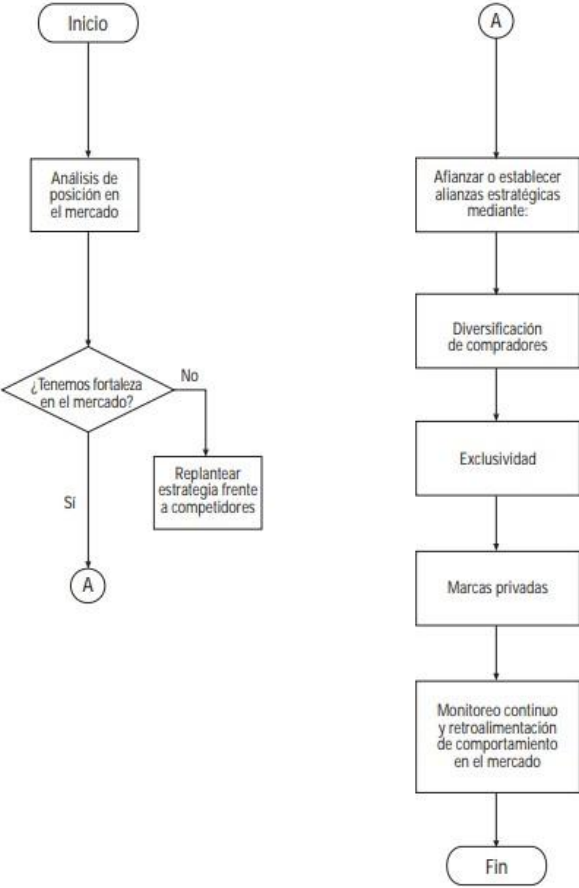 Inicio
Análisis de
posición en
el mercado
¿Tenemos fortaleza
en el mercado?
No
Replantear
estrategia frente
a competidores
Sí
A
A
Afianzar o establecer
alianzas estratégicas
mediante:
Diversificación
de compradores
Exclusividad
Marcas privadas
Monitoreo continuo
y retroalimentación
de comportamiento
en el mercado
Fin